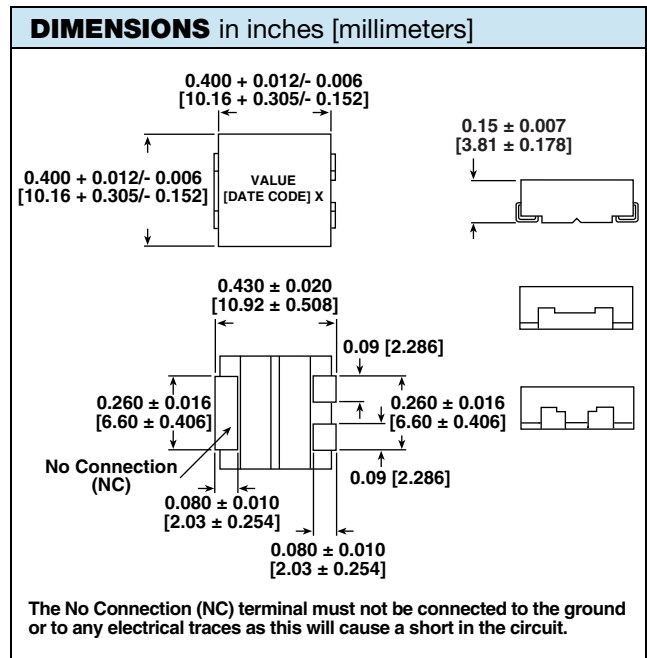 DIMENSIONS in inches [millimeters]
0.400 + 0.012/- 0.006
[10.16 + 0.305/- 0.152]
0.15 ± 0.007
[3.81 ± 0.178]
0.400 + 0.012/- 0.006
[10.16 + 0.305/- 0.152]
VALUE
[DATE CODE] X
0.430 ± 0.020
[10.92 ± 0.508]
0.09 [2.286]
0.260 ± 0.016
[6.60 ± 0.406]
0.260 ± 0.016
[6.60 ± 0.406]
No Connection
(NC)
0.09 [2.286]
0.080 ± 0.010
[2.03 ± 0.254]
0.080 ± 0.010
[2.03 ± 0.254]
The No Connection (NC) terminal must not be connected to the ground
or to any electrical traces as this will cause a short in the circuit.